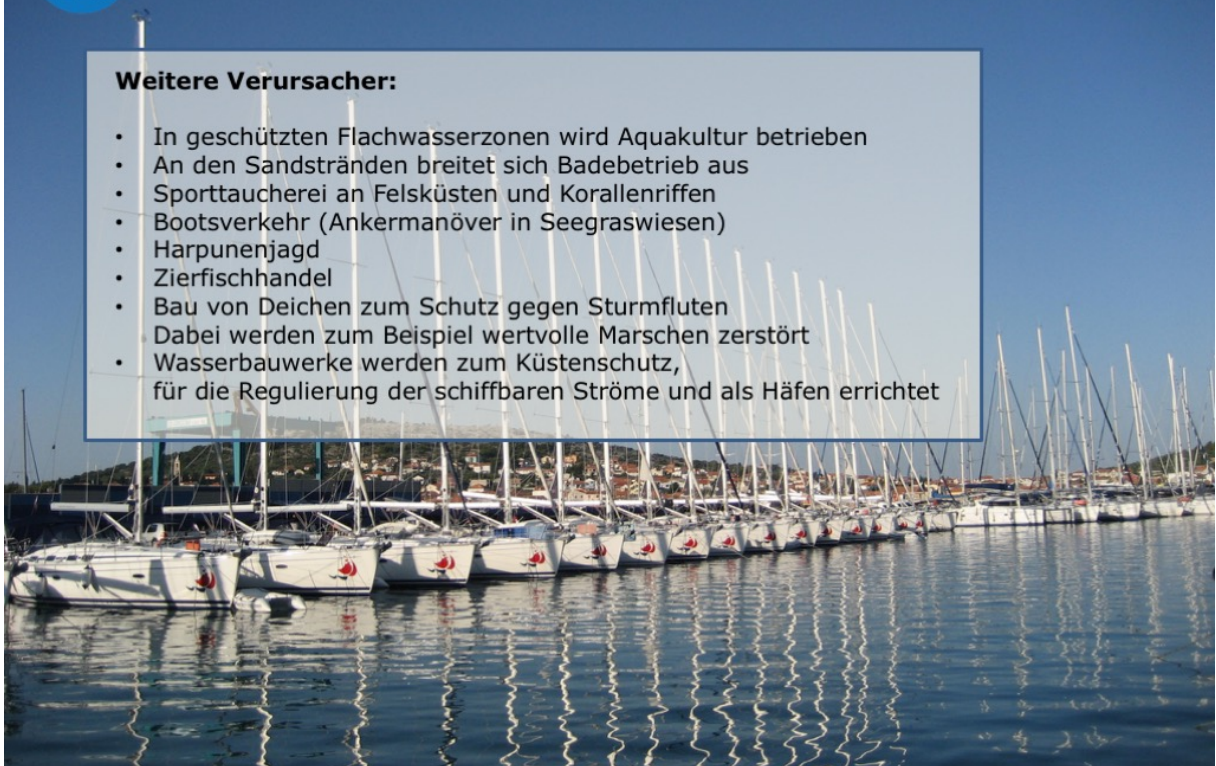 Weitere Verursacher:
• In geschützten Flachwasserzonen wird Aquakultur betrieben
• An den Sandstränden breitet sich Badebetrieb aus
• Sporttaucherei an Felsküsten und Korallenriffen
• Bootsverkehr (Ankermanöver in Seegraswiesen)
• Harpunenjagd
• Zierfischhandel
• Bau von Deichen zum Schutz gegen Sturmfluten
Dabei werden zum Beispiel wertvolle Marschen zerstört
• Wasserbauwerke werden zum Küstenschutz,
für die Regulierung der schiffbaren Ströme und als Häfen errichtet